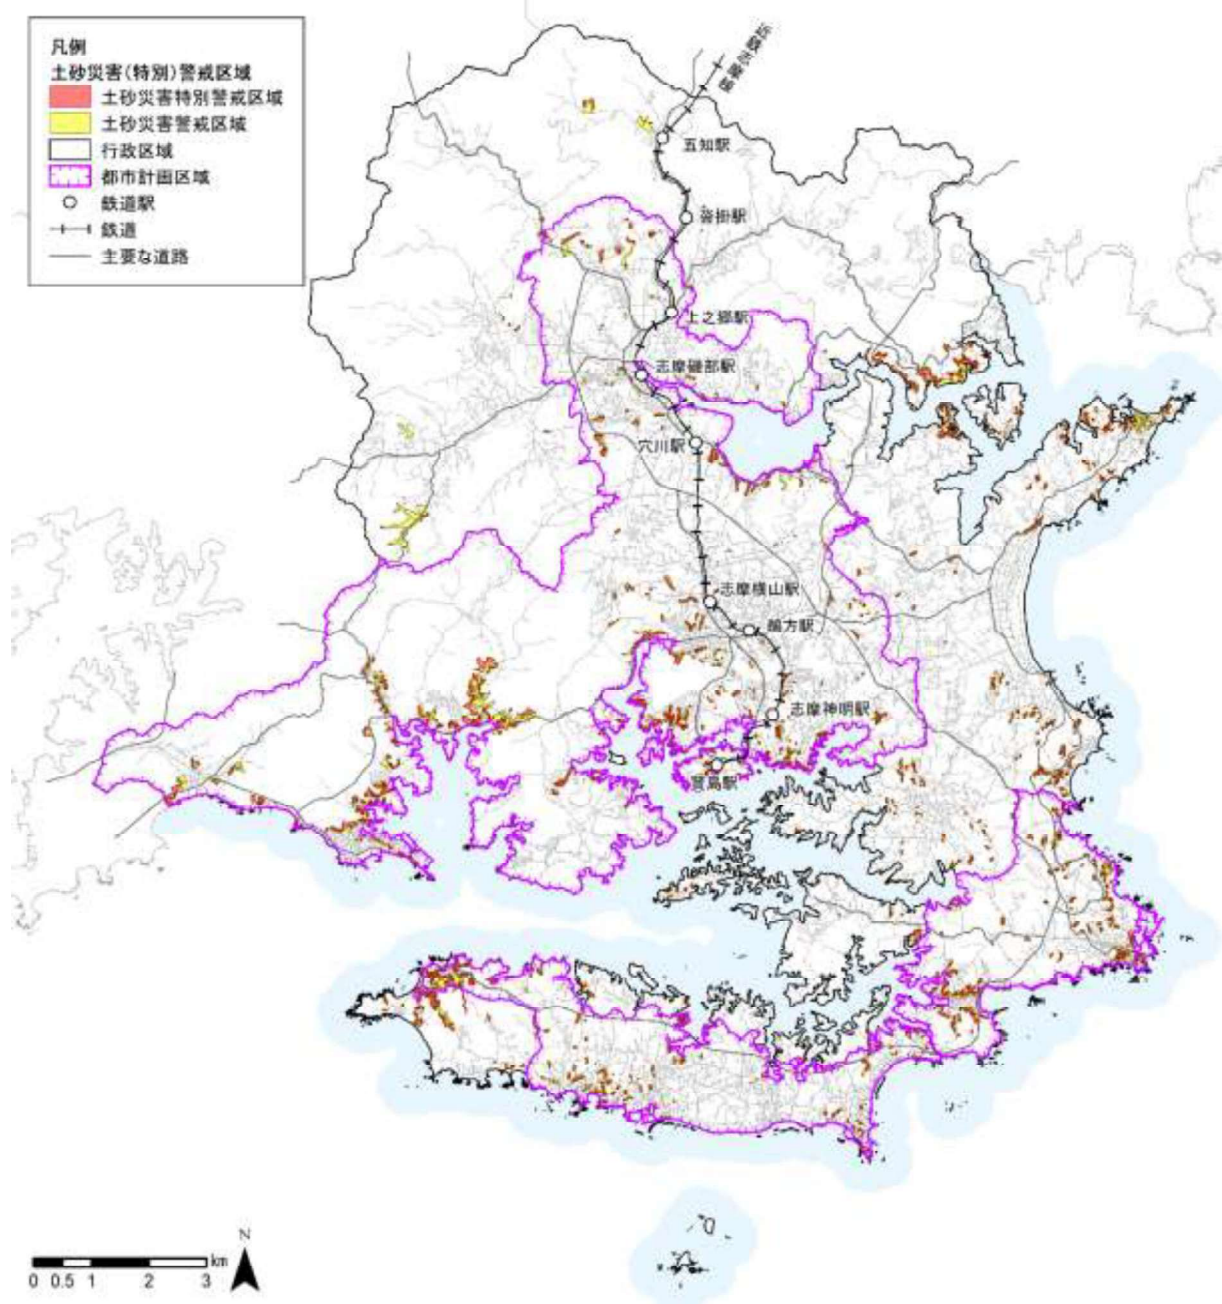 凡例
土砂災害(特別)警戒区域
土砂災害特別警戒区域
土砂災害警戒区域
行政区域
都市計画区域
鉄道駅
鉄道
主要な道路
近鉄志摩線
五知駅
沓掛駅
上之郷駅
志摩磯部駅
穴川駅
志摩横山駅
鵜方駅
志摩神明駅
賢島駅
km
0 0.5 1 2 3
N